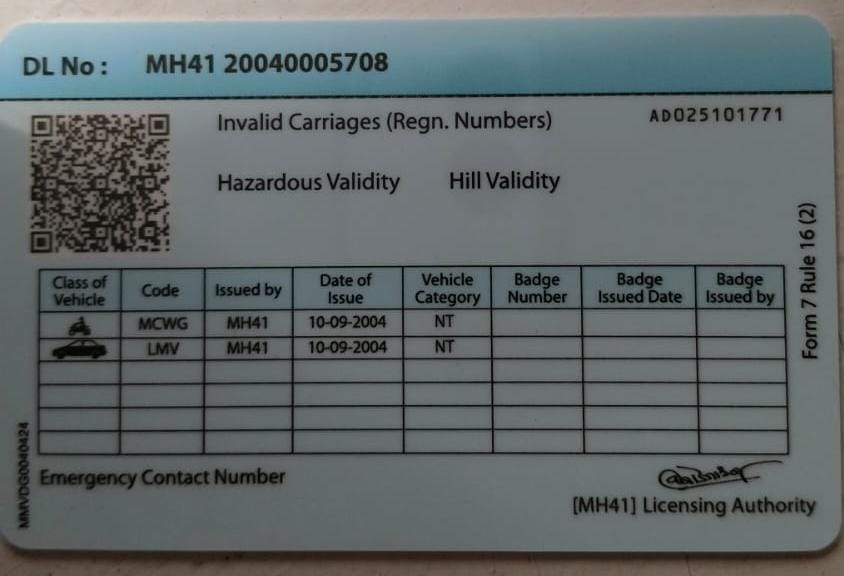 DL No : MH41 20040005708
Invalid Carriages (Regn. Numbers) AD025101771
Hazardous Validity Hill Validity
Form 7 Rule 16 (2)
Class of Vehicle Code Issued by Date of Issue Vehicle Category Badge Number Badge Issued Date Badge Issued by
MCWG MH41 10-09-2004 NT
LMV MH41 10-09-2004 NT
MMVDG0040424
Emergency Contact Number
[MH41] Licensing Authority